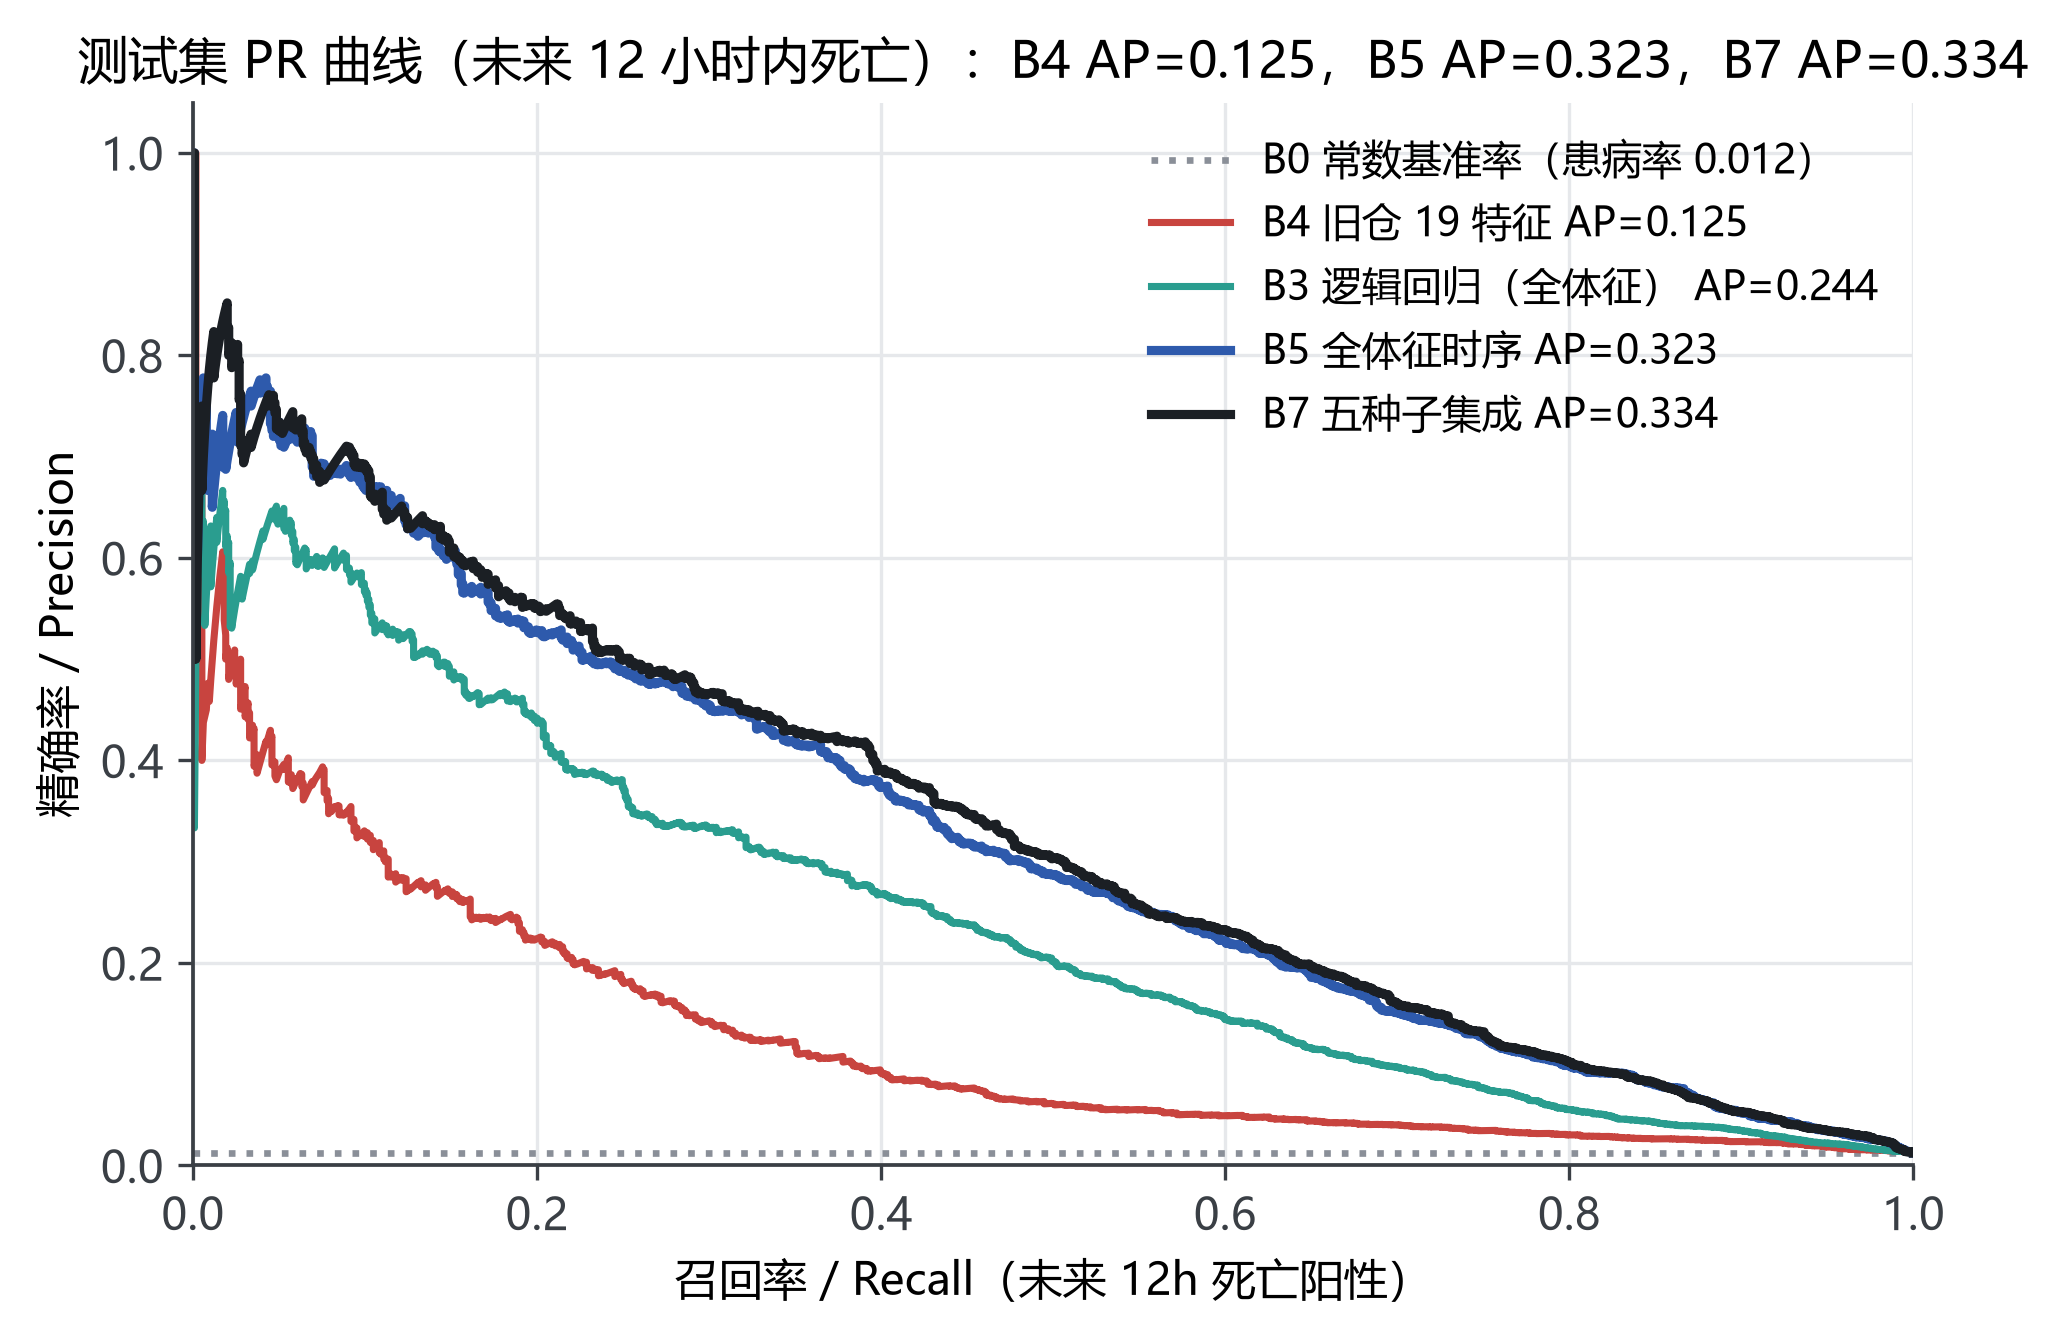 测试集 PR 曲线（未来 12 小时内死亡）：B4 AP=0.125，B5 AP=0.323，B7 AP=0.334
B0 常数基准率（患病率 0.012）
B4 旧仓 19 特征 AP=0.125
B3 逻辑回归（全体征） AP=0.244
B5 全体征时序 AP=0.323
B7 五种子集成 AP=0.334
精确率 / Precision
1.0
0.8
0.6
0.4
0.2
0.0
0.0 0.2 0.4 0.6 0.8 1.0
召回率 / Recall（未来 12h 死亡阳性）